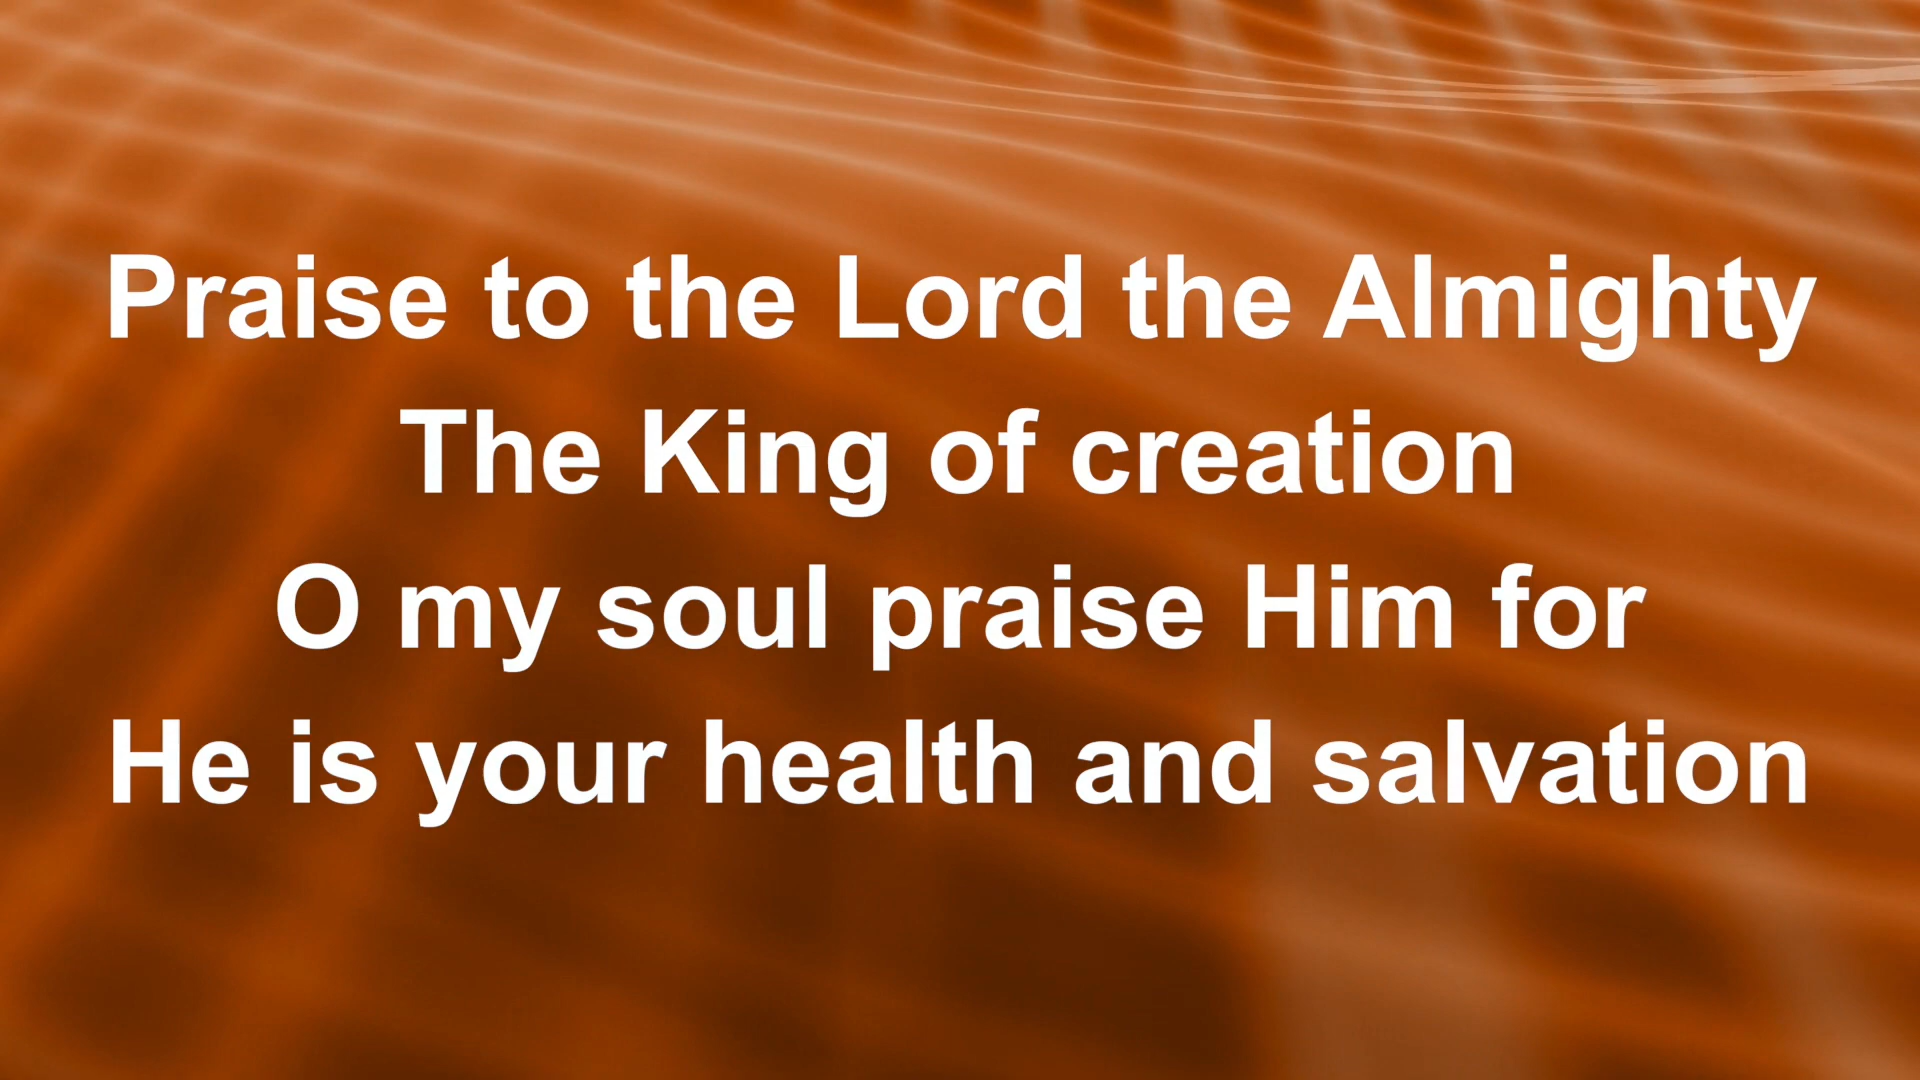 Praise to the Lord the Almighty
The King of creation
O my soul praise Him for
He is your health and salvation